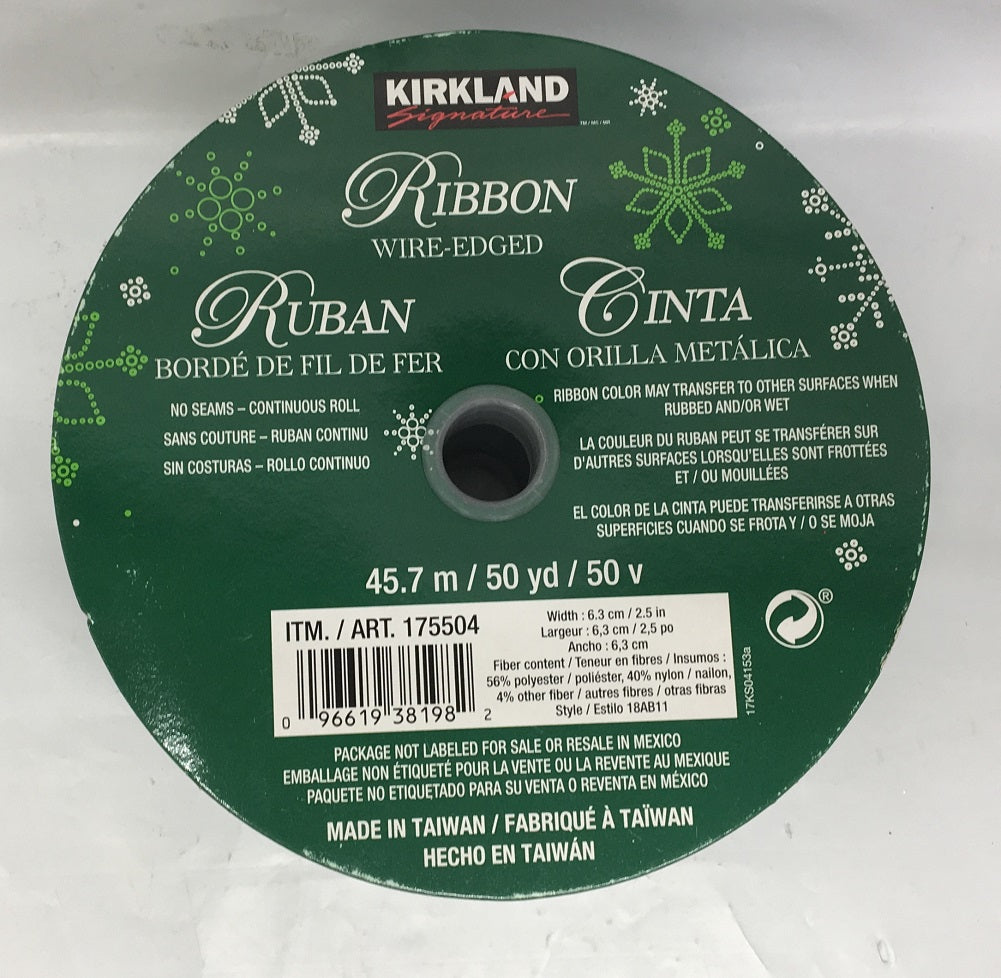 KIRKLAND
Signature
TM / MC / MR
RIBBON
WIRE-EDGED
RUBAN
BORDÉ DE FIL DE FER
CINTA
CON ORILLA METÁLICA
NO SEAMS – CONTINUOUS ROLL
SANS COUTURE – RUBAN CONTINU
SIN COSTURAS – ROLLO CONTINUO
RIBBON COLOR MAY TRANSFER TO OTHER SURFACES WHEN
RUBBED AND/OR WET
LA COULEUR DU RUBAN PEUT SE TRANSFÉRER SUR
D'AUTRES SURFACES LORSQU'ELLES SONT FROTTÉES
ET / OU MOUILLÉES
EL COLOR DE LA CINTA PUEDE TRANSFERIRSE A OTRAS
SUPERFICIES CUANDO SE FROTA Y / O SE MOJA
45.7 m / 50 yd / 50 v
ITM. / ART. 175504
0 96619 38198 2
Width : 6.3 cm / 2.5 in
Largeur : 6,3 cm / 2,5 po
Ancho : 6,3 cm
Fiber content / Teneur en fibres / Insumos :
56% polyester / poliéster, 40% nylon / nailon,
4% other fiber / autres fibres / otras fibras
Style / Estilo 18AB11
17KS04153a
®
PACKAGE NOT LABELED FOR SALE OR RESALE IN MEXICO
EMBALLAGE NON ÉTIQUETÉ POUR LA VENTE OU LA REVENTE AU MEXIQUE
PAQUETE NO ETIQUETADO PARA SU VENTA O REVENTA EN MÉXICO
MADE IN TAIWAN / FABRIQUÉ À TAÏWAN
HECHO EN TAIWÁN